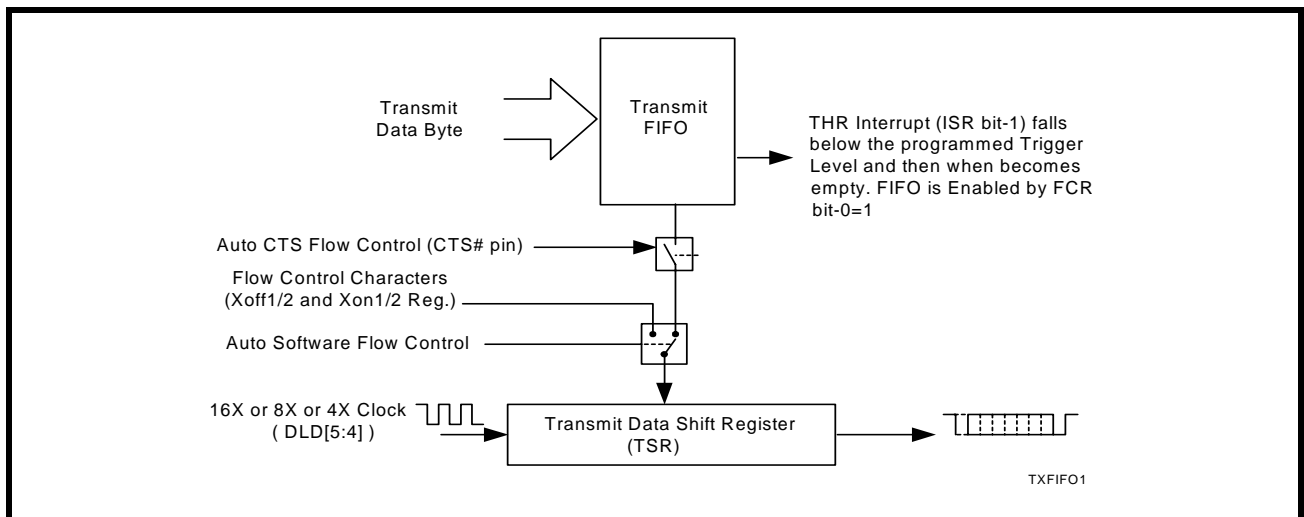 Transmit
Data Byte
Transmit
FIFO
THR Interrupt (ISR bit-1) falls
below the programmed Trigger
Level and then when becomes
empty. FIFO is Enabled by FCR
bit-0=1
Auto CTS Flow Control (CTS# pin)
Flow Control Characters
(Xoff1/2 and Xon1/2 Reg.)
Auto Software Flow Control
16X or 8X or 4X Clock
( DLD[5:4] )
Transmit Data Shift Register
(TSR)
TXFIFO1